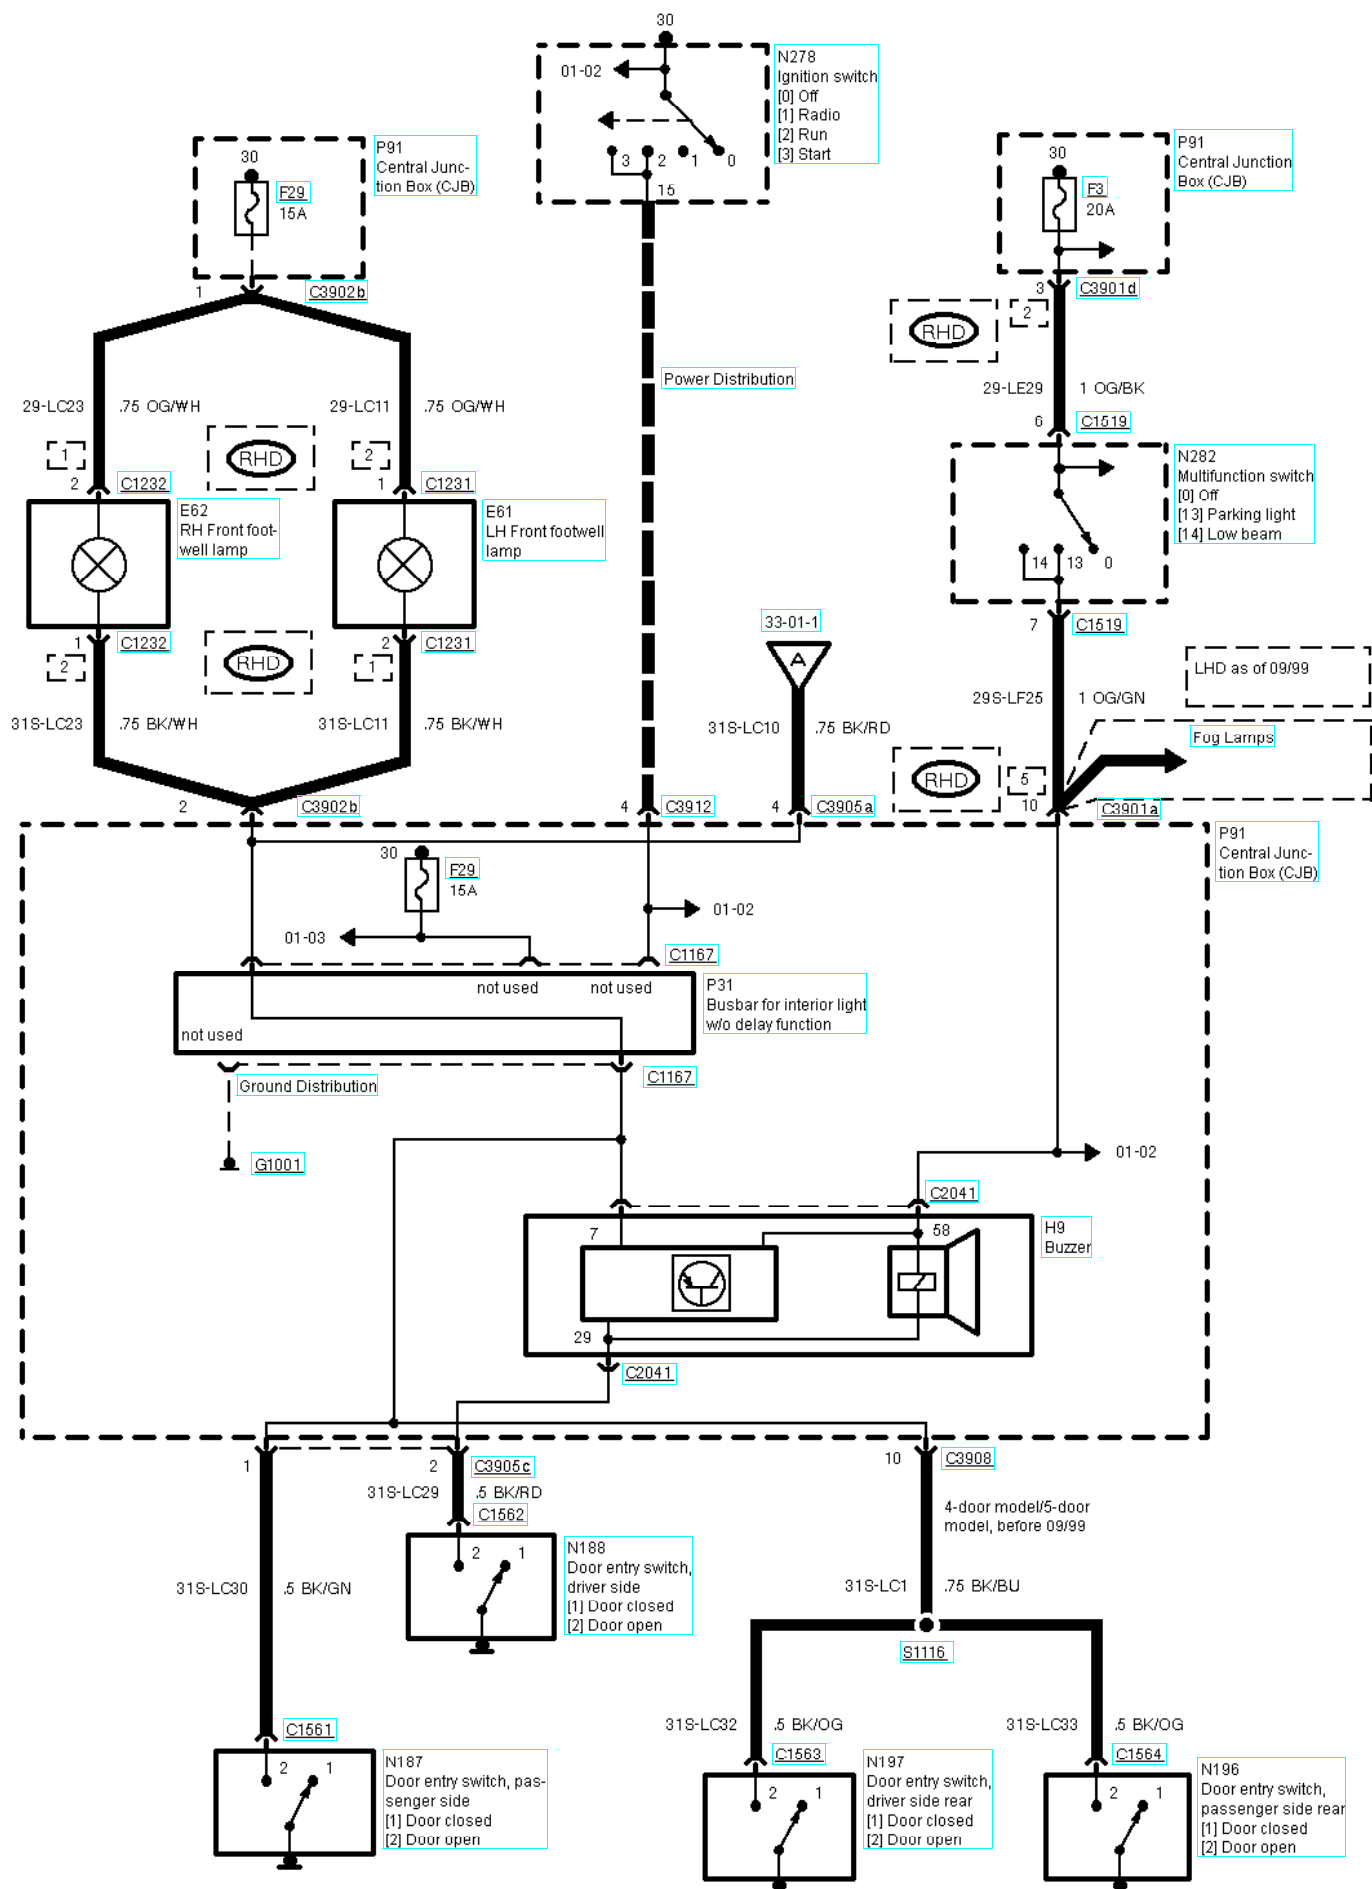 30
01-02
N278
Ignition switch
[0] Off
[1] Radio
[2] Run
[3] Start
3
2
1
0
15
P91
Central Junc-
tion Box (CJB)
30
F29
15A
1
C3902b
P91
Central Junction
Box (CJB)
30
F3
20A
3
C3901d
2
RHD
Power Distribution
29-LE29
1 OG/BK
6
C1519
29-LC23
.75 OG/WH
29-LC11
.75 OG/WH
1
RHD
2
2
C1232
1
C1231
E62
RH Front foot-
well lamp
E61
LH Front footwell
lamp
N282
Multifunction switch
[0] Off
[13] Parking light
[14] Low beam
14
13
0
1
C1232
2
C1231
2
RHD
1
33-01-1
A
7
C1519
LHD as of 09/99
31S-LC23
.75 BK/WH
31S-LC11
.75 BK/WH
31S-LC10
.75 BK/RD
29S-LF25
1 OG/GN
Fog Lamps
RHD
5
2
C3902b
4
C3912
4
C3905a
10
C3901a
P91
Central Junc-
tion Box (CJB)
30
F29
15A
01-02
01-03
C1167
not used
not used
not used
P31
Busbar for interior light
w/o delay function
Ground Distribution
C1167
G1001
01-02
C2041
7
58
H9
Buzzer
29
C2041
1
2
C3905c
10
C3908
31S-LC29
.5 BK/RD
C1562
4-door model/5-door
model, before 09/99
2
1
N188
Door entry switch,
driver side
[1] Door closed
[2] Door open
31S-LC30
.5 BK/GN
31S-LC1
.75 BK/BU
S1116
31S-LC32
.5 BK/OG
31S-LC33
.5 BK/OG
C1561
C1563
C1564
2
1
N187
Door entry switch, pas-
senger side
[1] Door closed
[2] Door open
2
1
N197
Door entry switch,
driver side rear
[1] Door closed
[2] Door open
2
1
N196
Door entry switch,
passenger side rear
[1] Door closed
[2] Door open